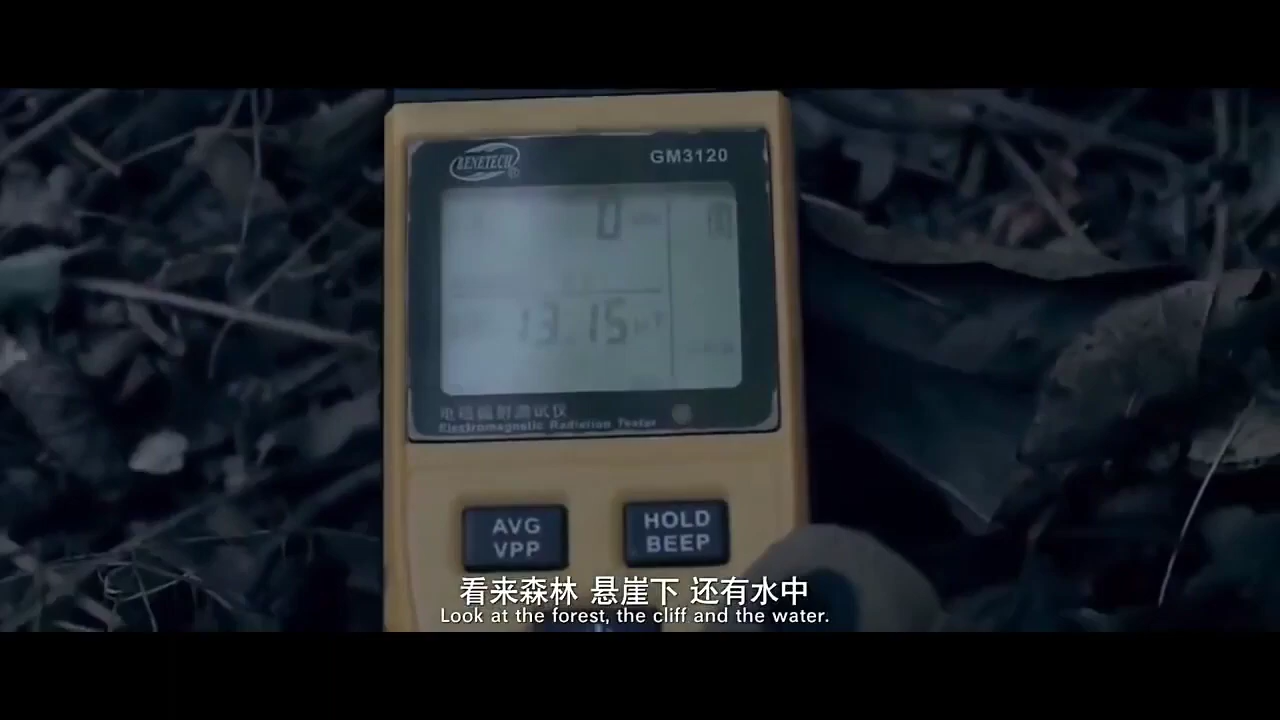 BENETECH
GM3120
0
13.15
电磁辐射测试仪
Electromagnetic Radiation Tester
AVG
VPP
HOLD
BEEP
看来森林 悬崖下 还有水中
Look at the forest, the cliff and the water.